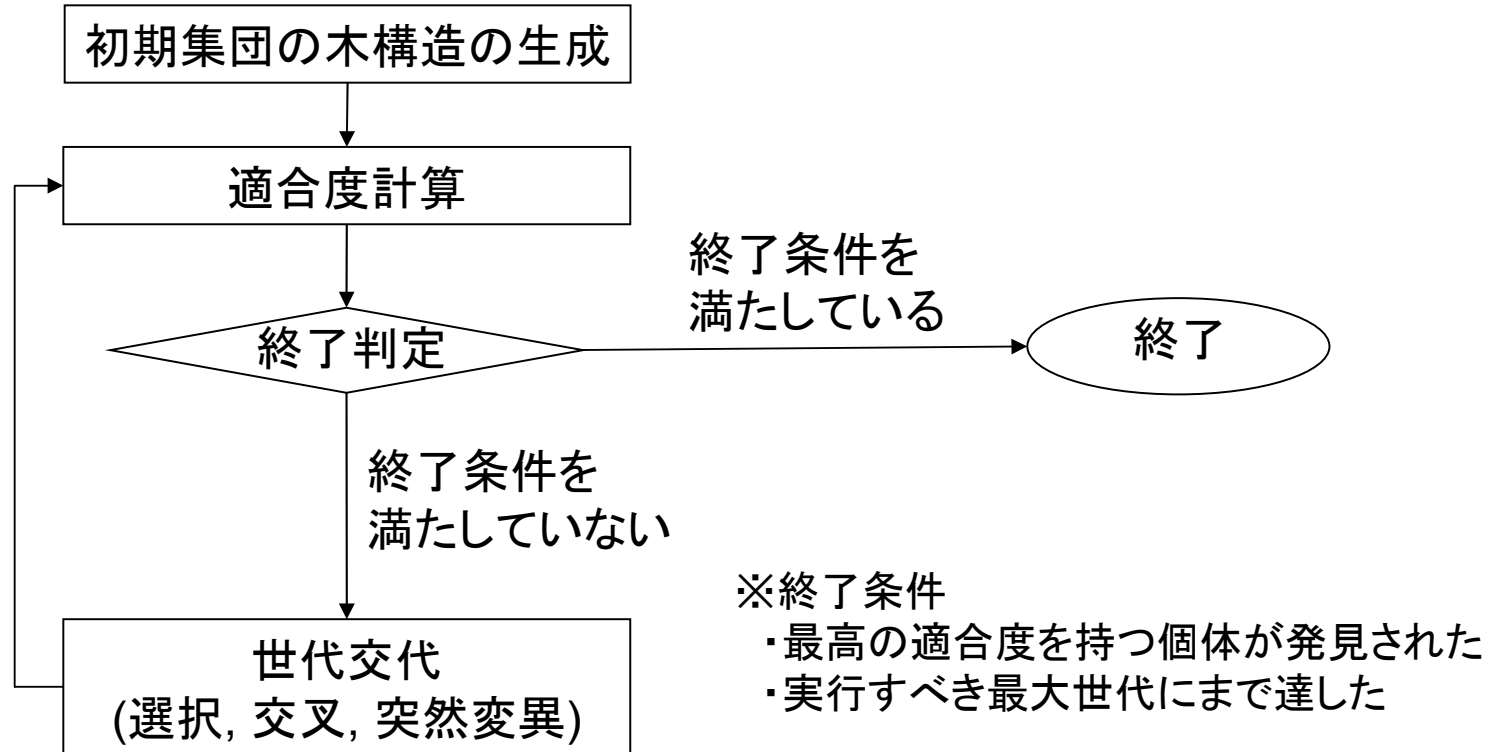 初期集団の木構造の生成
適合度計算
終了条件を
満たしている
終了判定
終了
終了条件を
満たしていない
※終了条件
・最高の適合度を持つ個体が発見された
・実行すべき最大世代にまで達した
世代交代
(選択, 交叉, 突然変異)